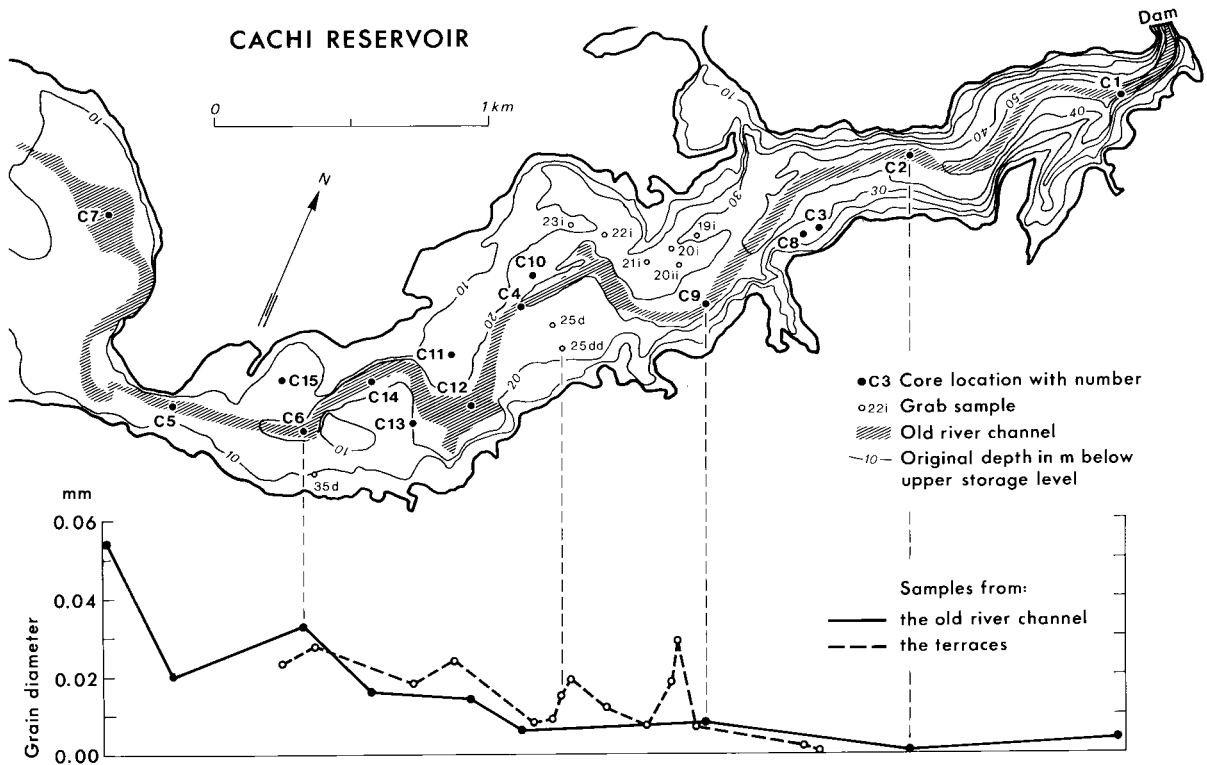 CACHI RESERVOIR
Dam
0 1 km
N
10
10
10
10
10
20
20
30
30
40
40
50
C1
C2
C3
C8
C9
C7
C10
C4
C11
C12
C15
C6
C14
C13
C5
23i
22i
19i
20i
21i
20ii
25d
25dd
35d
C3 Core location with number
22i Grab sample
Old river channel
10 Original depth in m below
upper storage level
mm
0.06
0.04
0.02
0.00
Grain diameter
Samples from:
the old river channel
the terraces